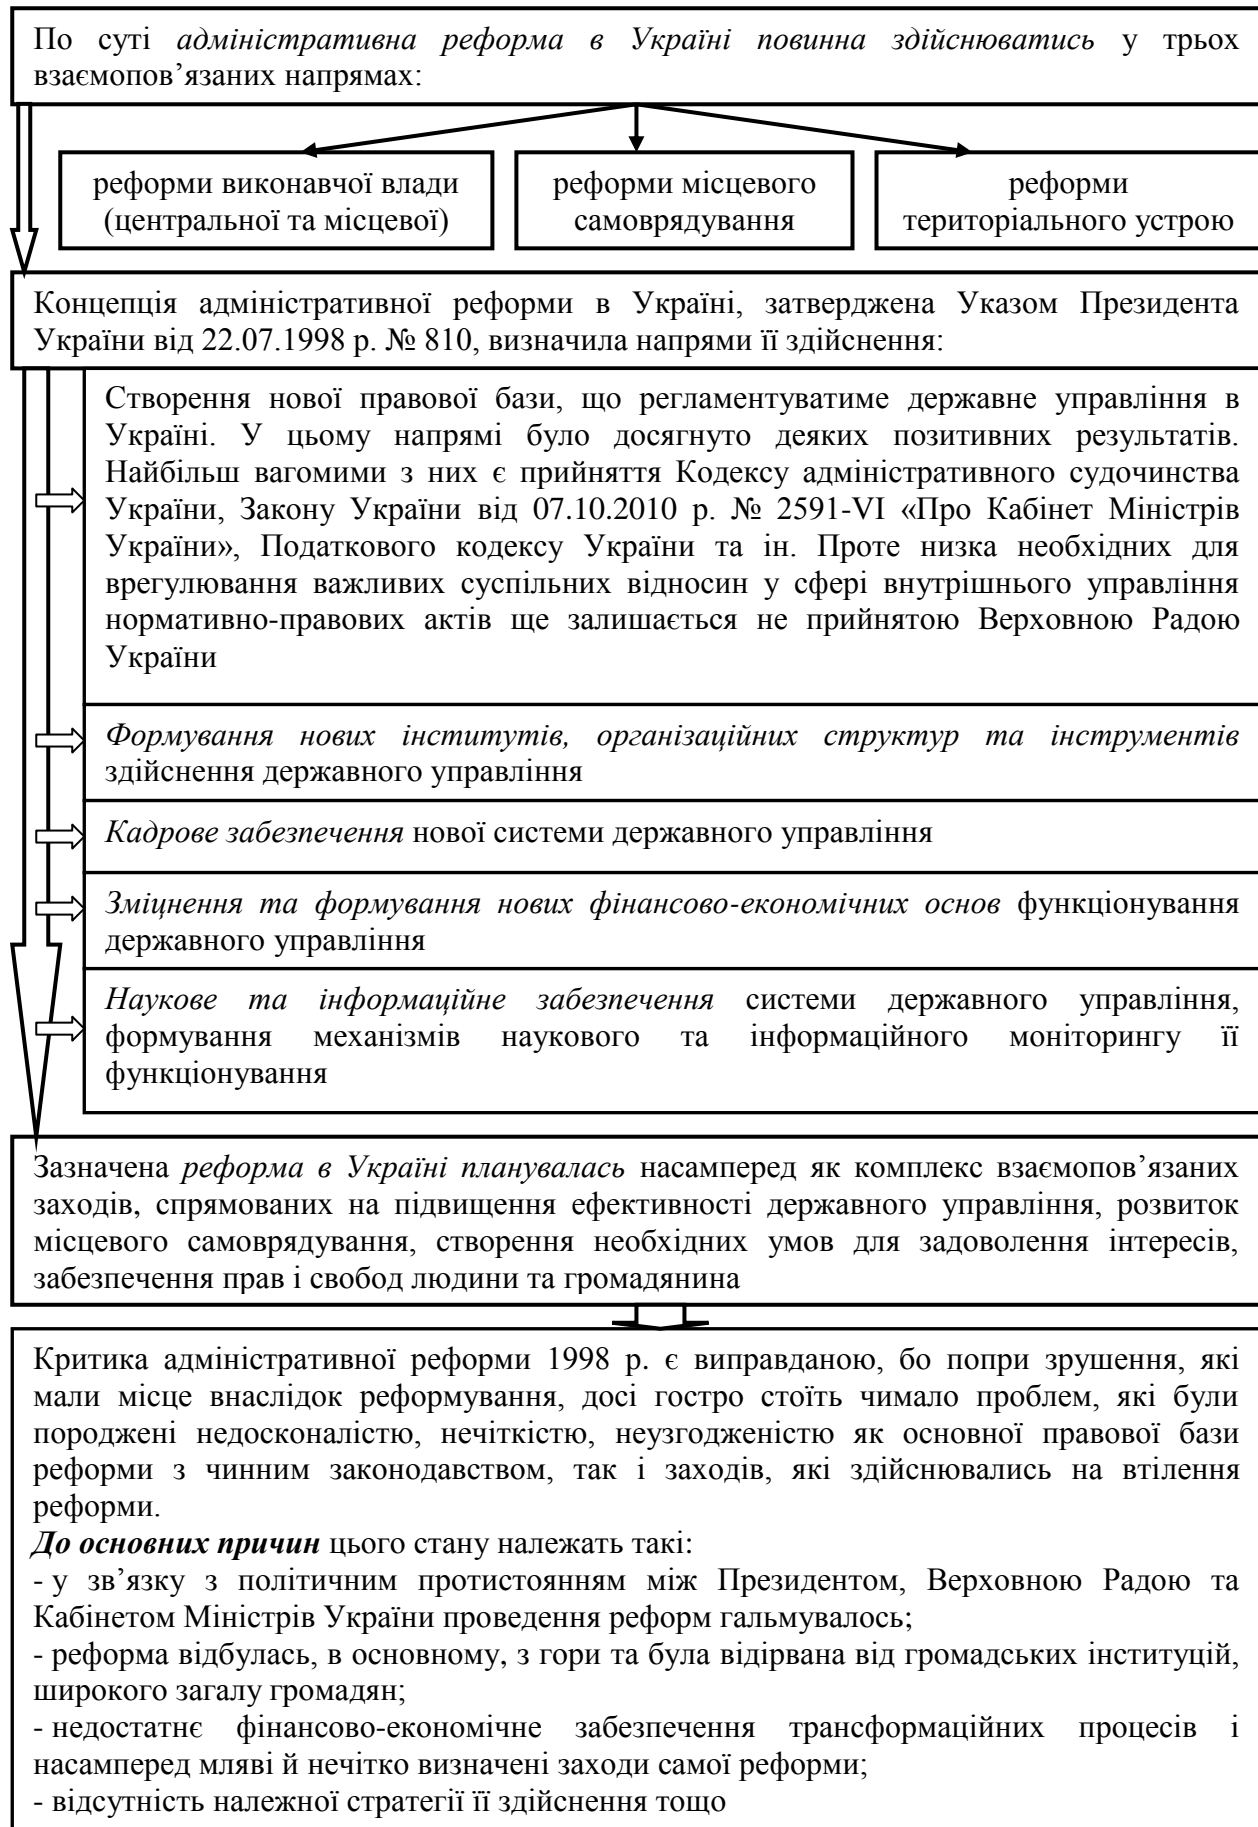 По суті адміністративна реформа в Україні повинна здійснюватись у трьох
взаємопов’язаних напрямах:
реформи виконавчої влади
(центральної та місцевої)
реформи місцевого
самоврядування
реформи
територіального устрою
Концепція адміністративної реформи в Україні, затверджена Указом Президента
України від 22.07.1998 р. № 810, визначила напрями її здійснення:
Створення нової правової бази, що регламентуватиме державне управління в
Україні. У цьому напрямі було досягнуто деяких позитивних результатів.
Найбільш вагомими з них є прийняття Кодексу адміністративного судочинства
України, Закону України від 07.10.2010 р. № 2591-VI «Про Кабінет Міністрів
України», Податкового кодексу України та ін. Проте низка необхідних для
врегулювання важливих суспільних відносин у сфері внутрішнього управління
нормативно-правових актів ще залишається не прийнятою Верховною Радою
України
Формування нових інститутів, організаційних структур та інструментів
здійснення державного управління
Кадрове забезпечення нової системи державного управління
Зміцнення та формування нових фінансово-економічних основ функціонування
державного управління
Наукове та інформаційне забезпечення системи державного управління,
формування механізмів наукового та інформаційного моніторингу її
функціонування
Зазначена реформа в Україні планувалась насамперед як комплекс взаємопов’язаних
заходів, спрямованих на підвищення ефективності державного управління, розвиток
місцевого самоврядування, створення необхідних умов для задоволення інтересів,
забезпечення прав і свобод людини та громадянина
Критика адміністративної реформи 1998 р. є виправданою, бо попри зрушення, які
мали місце внаслідок реформування, досі гостро стоїть чимало проблем, які були
породжені недосконалістю, нечіткістю, неузгодженістю як основної правової бази
реформи з чинним законодавством, так і заходів, які здійснювались на втілення
реформи.
До основних причин цього стану належать такі:
- у зв’язку з політичним протистоянням між Президентом, Верховною Радою та
Кабінетом Міністрів України проведення реформ гальмувалось;
- реформа відбулась, в основному, з гори та була відірвана від громадських інституцій,
широкого загалу громадян;
- недостатнє фінансово-економічне забезпечення трансформаційних процесів і
насамперед мляві й нечітко визначені заходи самої реформи;
- відсутність належної стратегії її здійснення тощо